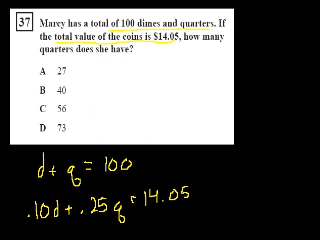 37 Marcy has a total of 100 dimes and quarters. If
the total value of the coins is $14.05, how many
quarters does she have?
A 27
B 40
C 56
D 73
d + q = 100
.10d + .25q = 14.05